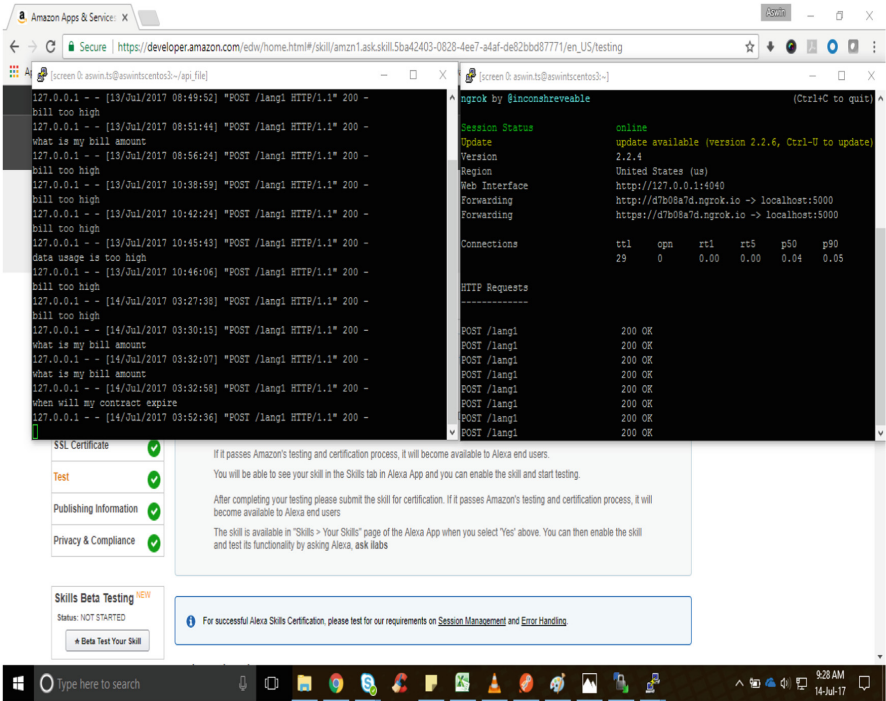 Amazon Apps & Service:
Aswin
Secure | https://developer.amazon.com/edw/home.html#/skill/amzn1.ask.skill.5ba42403-0828-4ee7-a4af-de82bbd87771/en_US/testing
[screen 0: aswin.ts@aswintscentos3:~/api_file]
127.0.0.1 - - [13/Jul/2017 08:49:52] "POST /lang1 HTTP/1.1" 200 -
bill too high
127.0.0.1 - - [13/Jul/2017 08:51:44] "POST /lang1 HTTP/1.1" 200 -
what is my bill amount
127.0.0.1 - - [13/Jul/2017 08:56:24] "POST /lang1 HTTP/1.1" 200 -
bill too high
127.0.0.1 - - [13/Jul/2017 10:38:59] "POST /lang1 HTTP/1.1" 200 -
bill too high
127.0.0.1 - - [13/Jul/2017 10:42:24] "POST /lang1 HTTP/1.1" 200 -
bill too high
127.0.0.1 - - [13/Jul/2017 10:45:43] "POST /lang1 HTTP/1.1" 200 -
data usage is too high
127.0.0.1 - - [13/Jul/2017 10:46:06] "POST /lang1 HTTP/1.1" 200 -
bill too high
127.0.0.1 - - [14/Jul/2017 03:27:38] "POST /lang1 HTTP/1.1" 200 -
bill too high
127.0.0.1 - - [14/Jul/2017 03:30:15] "POST /lang1 HTTP/1.1" 200 -
what is my bill amount
127.0.0.1 - - [14/Jul/2017 03:32:07] "POST /lang1 HTTP/1.1" 200 -
what is my bill amount
127.0.0.1 - - [14/Jul/2017 03:32:58] "POST /lang1 HTTP/1.1" 200 -
when will my contract expire
127.0.0.1 - - [14/Jul/2017 03:52:36] "POST /lang1 HTTP/1.1" 200 -
[screen 0: aswin.ts@aswintscentos3:~]
ngrok by @inconshreveable (Ctrl+C to quit)
Session Status online
Update update available (version 2.2.6, Ctrl-U to update)
Version 2.2.4
Region United States (us)
Web Interface http://127.0.0.1:4040
Forwarding http://d7b08a7d.ngrok.io -> localhost:5000
Forwarding https://d7b08a7d.ngrok.io -> localhost:5000
Connections ttl opn rt1 rt5 p50 p90
29 0 0.00 0.00 0.04 0.05
HTTP Requests
-------------
POST /lang1 200 OK
POST /lang1 200 OK
POST /lang1 200 OK
POST /lang1 200 OK
POST /lang1 200 OK
POST /lang1 200 OK
POST /lang1 200 OK
POST /lang1 200 OK
SSL Certificate
Test
Publishing Information
Privacy & Compliance
If it passes Amazon's testing and certification process, it will become available to Alexa end users.
You will be able to see your skill in the Skills tab in Alexa App and you can enable the skill and start testing.
After completing your testing please submit the skill for certification. If it passes Amazon's testing and certification process, it will
become available to Alexa end users
The skill is available in "Skills > Your Skills" page of the Alexa App when you select 'Yes' above. You can then enable the skill
and test its functionality by asking Alexa, ask ilabs
Skills Beta Testing NEW
Status: NOT STARTED
Beta Test Your Skill
For successful Alexa Skills Certification, please test for our requirements on Session Management and Error Handling.
Type here to search
9:28 AM
14-Jul-17